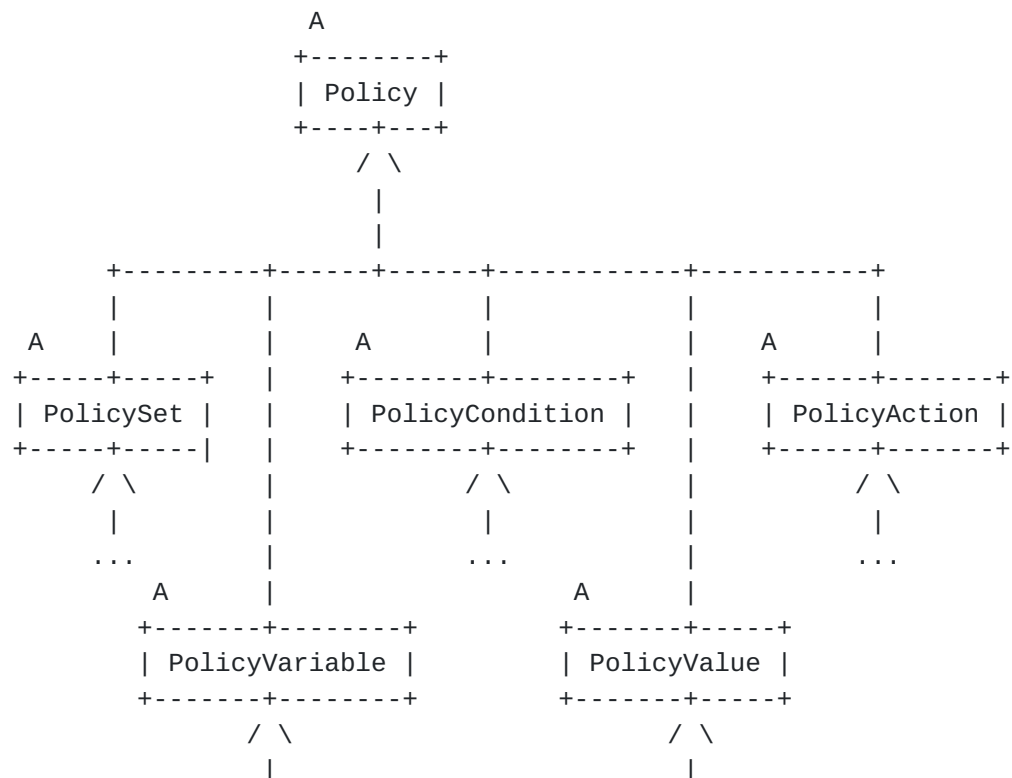 A
                  +--------+
                  | Policy |
                  +----+---+
                      / \
                       |
                       |
      +---------+------+------+------------+-----------+
      |         |             |            |           |
 A    |         |     A       |            |    A      |
+-----+-----+   |    +--------+--------+   |    +------+-------+
| PolicySet |   |    | PolicyCondition |   |    | PolicyAction |
+-----+-----|   |    +--------+--------+   |    +------+-------+
     / \        |            / \           |          / \
      |         |             |            |           |
     ...        |            ...           |          ...
         A      |                   A      |
        +-------+--------+         +-------+-----+
        | PolicyVariable |         | PolicyValue |
        +-------+--------+         +-------+-----+
               / \                        / \
                |                          |